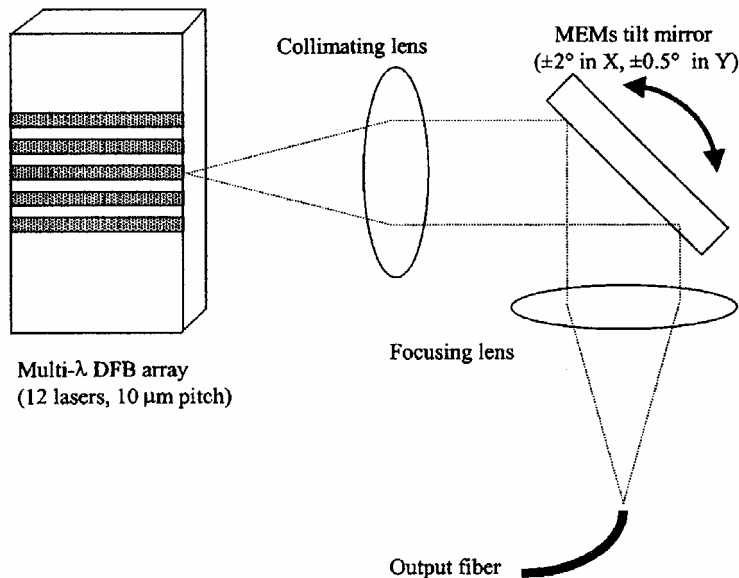 Collimating lens
MEMs tilt mirror
(±2° in X, ±0.5° in Y)
Multi-λ DFB array
(12 lasers, 10 μm pitch)
Focusing lens
Output fiber